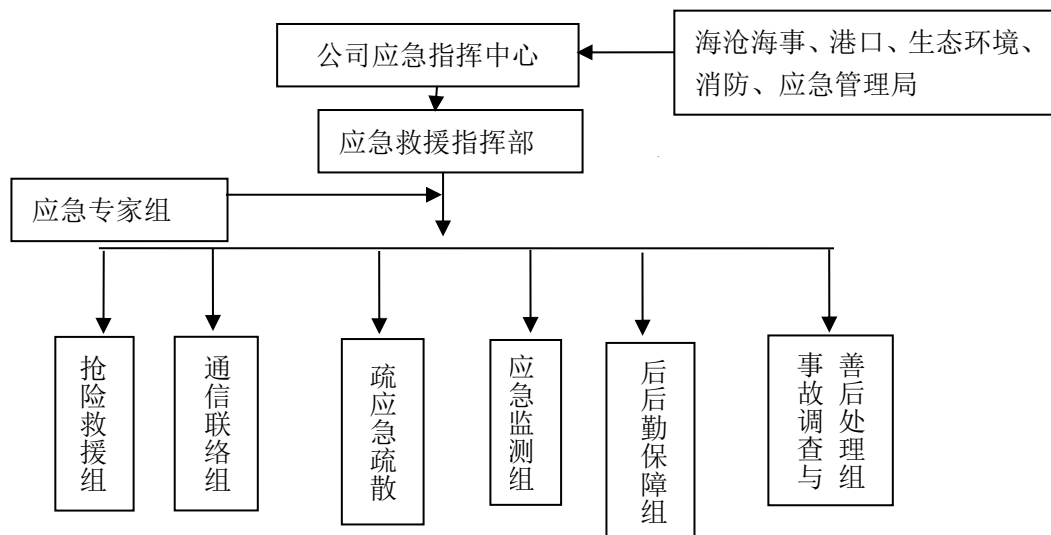 公司应急指挥中心
海沧海事、港口、生态环境、
消防、应急管理局
应急救援指挥部
应急专家组
抢险救援组
通信联络组
疏应急疏散
应急监测组
后后勤保障组
事故调查与
善后处理组